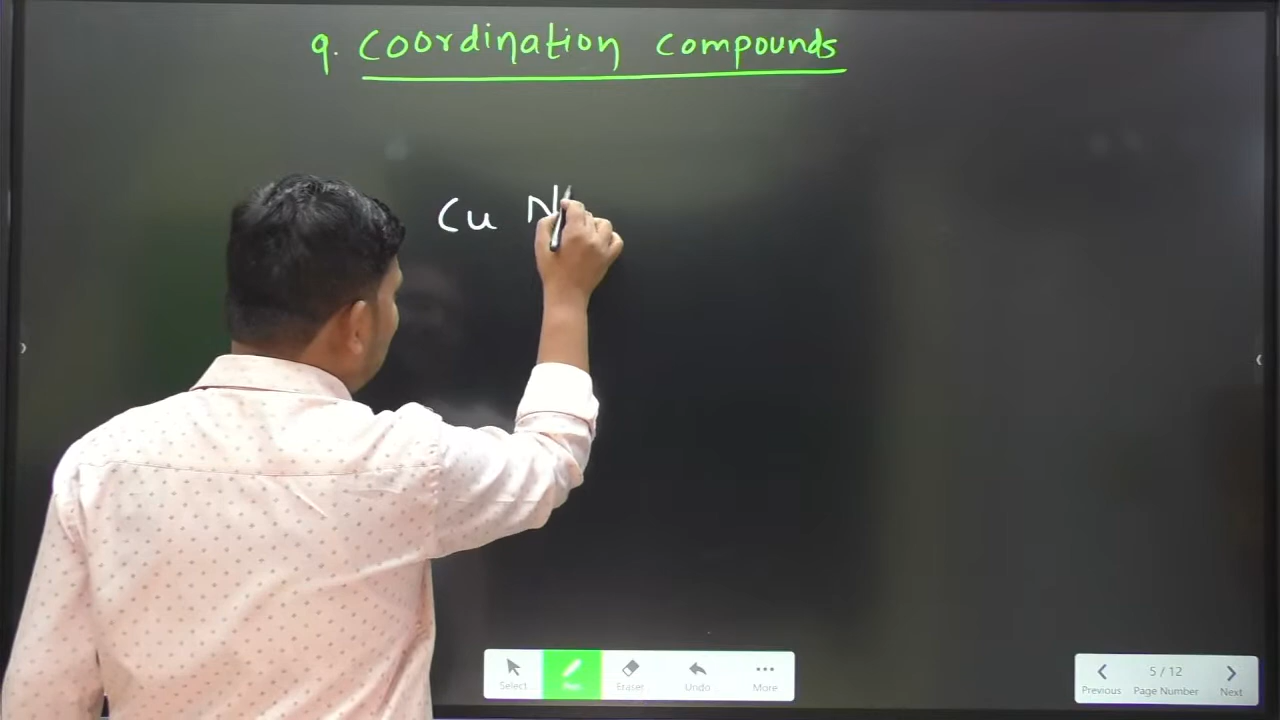 9. Coordination Compounds
Cu N
Select
Pen
Eraser
Undo
More
5 / 12
Previous
Page Number
Next